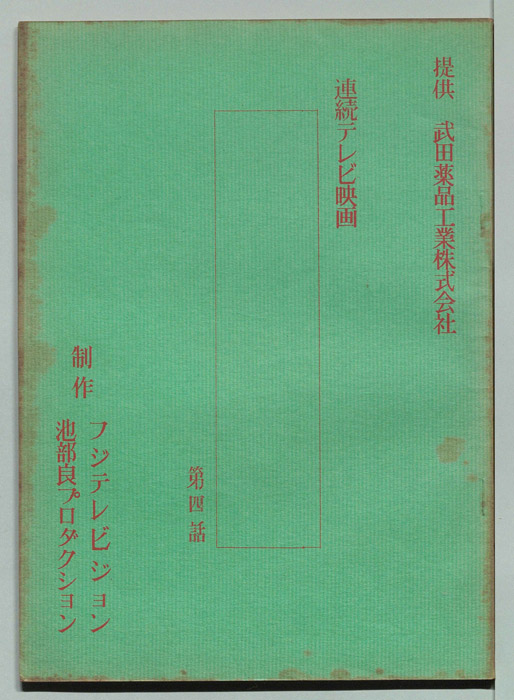 提供 武田薬品工業株式会社
連続テレビ映画
第四話
制作
フジテレビジョン
池部良プロダクション